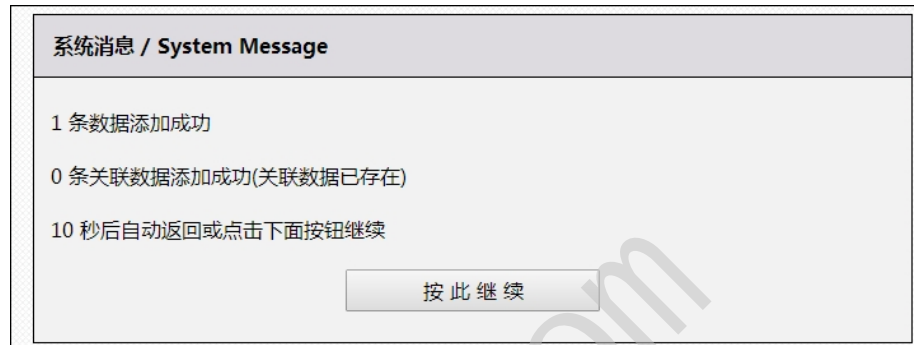 系统消息 / System Message
1 条数据添加成功
0 条关联数据添加成功(关联数据已存在)
10 秒后自动返回或点击下面按钮继续
按 此 继 续
om